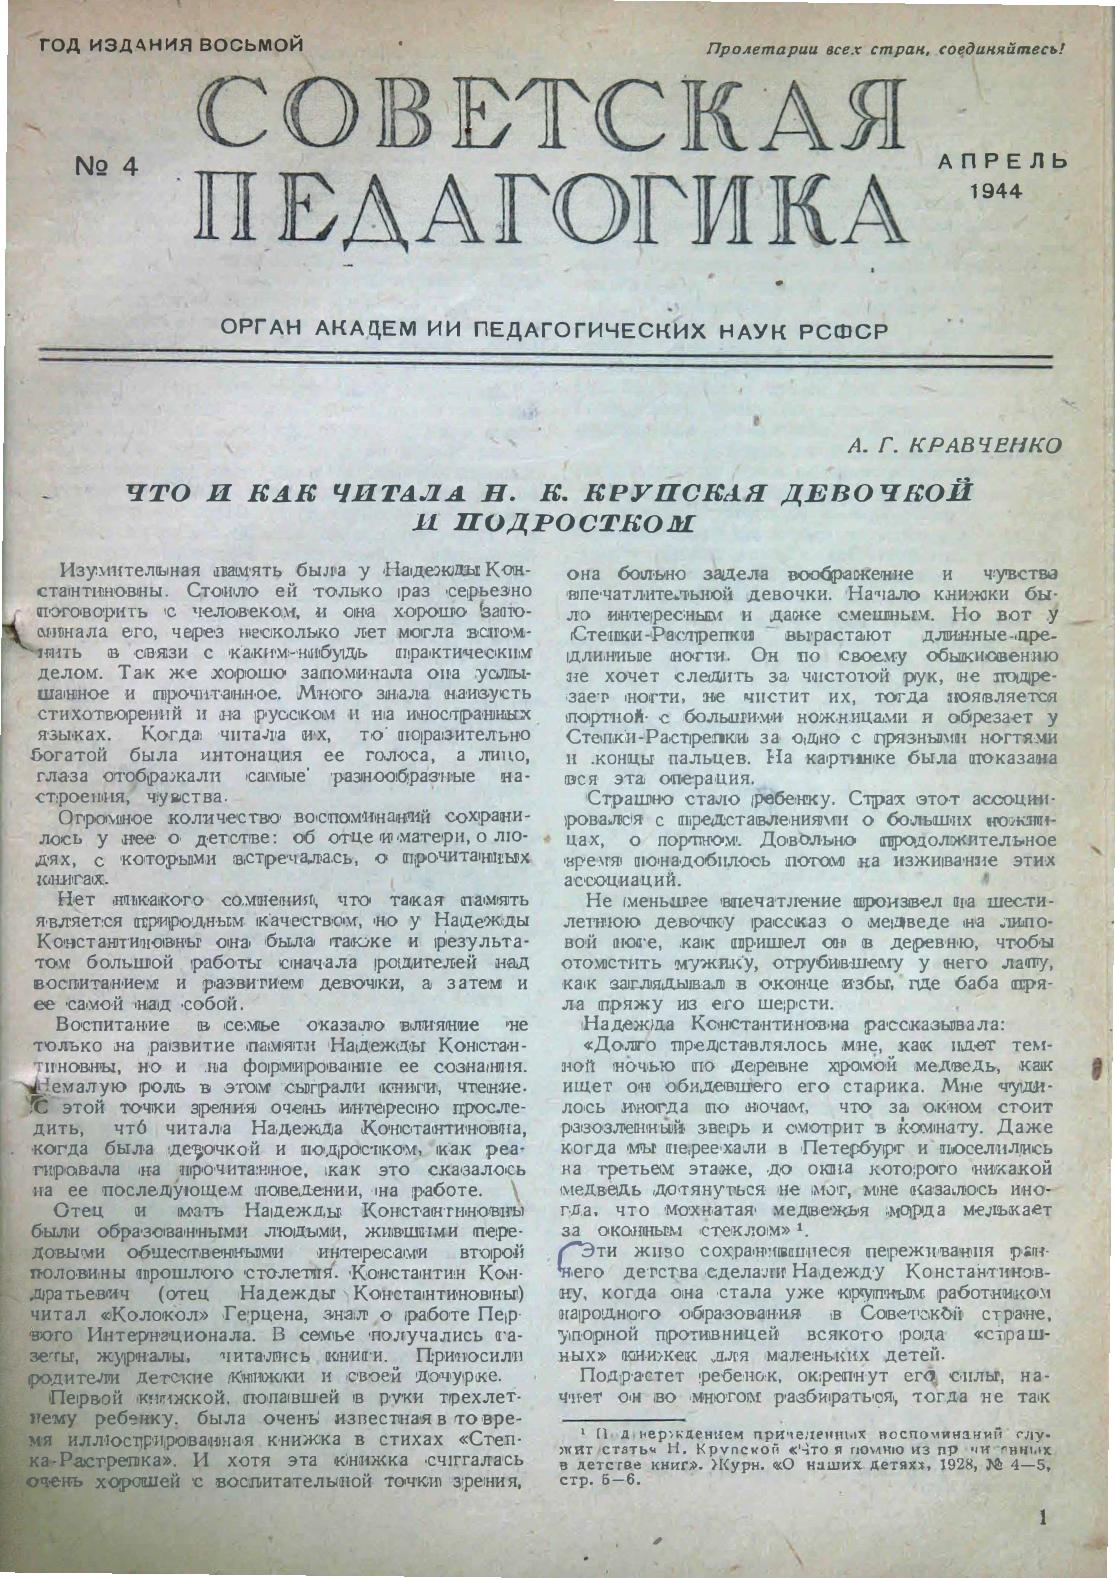 ГОД ИЗДАНИЯ ВОСЬМОЙ
Пролетарии всех стран, соединяйтесь!
СОВЕТСКАЯ
ПЕДАГОГИКА
№ 4
АПРЕЛЬ
1944
ОРГАН АКАДЕМИИ ПЕДАГОГИЧЕСКИХ НАУК РСФСР
А. Г. КРАВЧЕНКО
ЧТО И КАК ЧИТАЛА Н. К. КРУПСКАЯ ДЕВОЧКОЙ
И ПОДРОСТКОМ
Изумительная память была у Надежды Кон-
стантиновны. Стоило ей только раз серьезно
поговорить с человеком, и она хорошо запо-
минала его, через несколько лет могла вспом-
нить в связи с каким-нибудь практическим
делом. Так же хорошо запоминала она услы-
шанное и прочитанное. Много знала наизусть
стихотворений и на русском и на иностранных
языках. Когда читала их, то поразительно
богатой была интонация ее голоса, а лицо,
глаза отображали самые разнообразные на-
строения, чувства.
Огромное количество воспоминаний сохрани-
лось у нее о детстве: об отце и матери, о лю-
дях, с которыми встречалась, о прочитанных
книгах.
Нет никакого сомнения, что такая память
является природным качеством, но у Надежды
Константиновны она была также и результа-
том большой работы сначала родителей над
воспитанием и развитием девочки, а затем и
ее самой над собой.
Воспитание в семье оказало влияние не
только на развитие памяти Надежды Констан-
тиновны, но и на формирование ее сознания.
Немалую роль в этом сыграли книги, чтение.
С этой точки зрения очень интересно просле-
дить, что читала Надежда Константиновна,
когда была девочкой и подростком, как реа-
гировала на прочитанное, как это сказалось
на ее последующем поведении, на работе.
Отец и мать Надежды Константиновны
были образованными людьми, жившими пере-
довыми общественными интересами второй
половины прошлого столетия. Константин Кон-
дратьевич (отец Надежды Константиновны)
читал «Колокол» Герцена, знал о работе Пер-
вого Интернационала. В семье получались га-
зеты, журналы, читались книги. Приносили
родители детские книжки и своей дочурке.
Первой книжкой, попавшей в руки трехлет-
нему ребенку, была очень известная в то вре-
мя иллюстрированная книжка в стихах «Степ-
ка-Растрепка». И хотя эта книжка считалась
очень хорошей с воспитательной точки зрения,
она больно задела воображение и чувства
впечатлительной девочки. Начало книжки бы-
ло интересным и даже смешным. Но вот у
Степки-Растрепки вырастают длинные-пре-
длинные ногти. Он по своему обыкновению
не хочет следить за чистотой рук, не подре-
зает ногти, не чистит их, тогда появляется
портной с большими ножницами и обрезает у
Степки-Растрепки за одно с грязными ногтями
и концы пальцев. На картинке была показана
вся эта операция.
Страшно стало ребенку. Страх этот ассоции-
ровался с представлениями о больших ножни-
цах, о портном. Довольно продолжительное
время понадобилось потом на изживание этих
ассоциаций.
Не меньшее впечатление произвел на шести-
летнюю девочку рассказ о медведе на липо-
вой ноге, как пришел он в деревню, чтобы
отомстить мужику, отрубившему у него лапу,
как заглядывал в оконце избы, где баба пря-
ла пряжу из его шерсти.
Надежда Константиновна рассказывала:
«Долго представлялось мне, как идет тем-
ной ночью по деревне хромой медведь, как
ищет он обидевшего его старика. Мне чуди-
лось иногда по ночам, что за окном стоит
разозленный зверь и смотрит в комнату. Даже
когда мы переехали в Петербург и поселились
на третьем этаже, до окна которого никакой
медведь дотянуться не мог, мне казалось ино-
гда, что мохнатая медвежья морда мелькает
за оконным стеклом» ¹.
Эти живо сохранившиеся переживания ран-
него детства сделали Надежду Константинов-
ну, когда она стала уже крупным работником
народного образования в Советской стране,
упорной противницей всякого рода «страш-
ных» книжек для маленьких детей.
Подрастет ребенок, окрепнут его силы, на-
чнет он во многом разбираться, тогда не так
¹ Подтверждением приведенных воспоминаний слу-
жит статья Н. Крупской «Что я помню из прочитанных
в детстве книг». Журн. «О наших детях», 1928, № 4—5,
стр. 5—6.
1